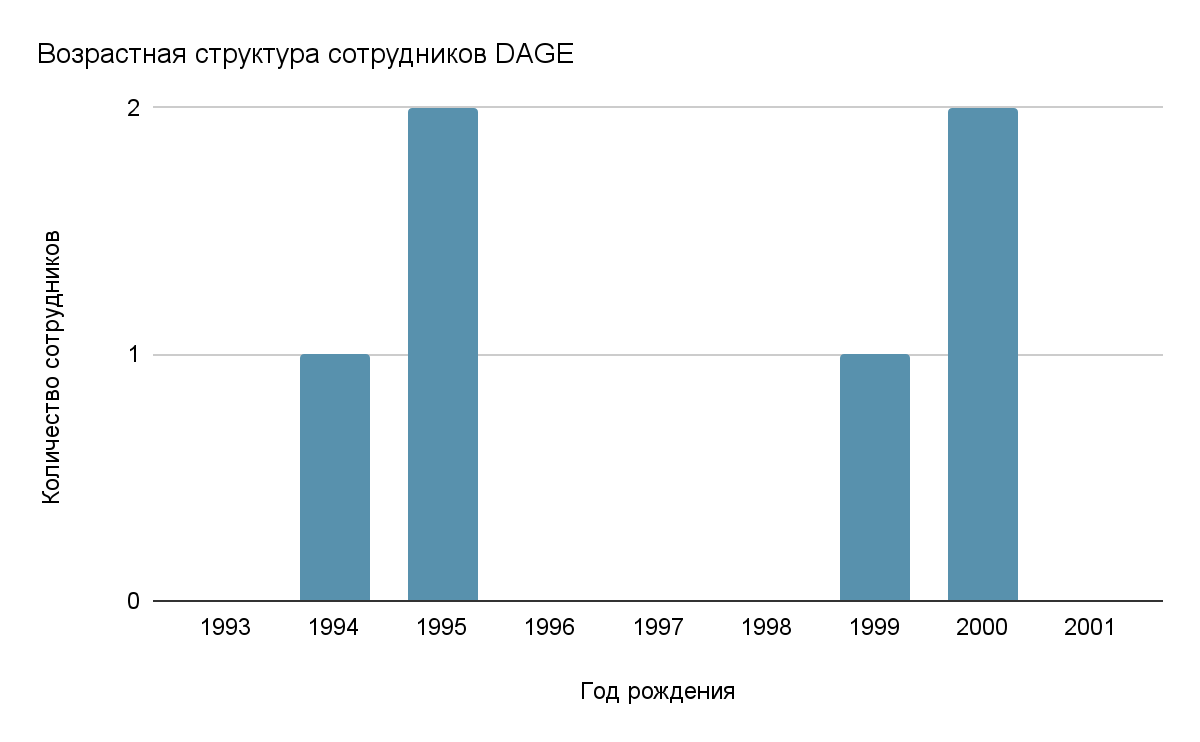 Возрастная структура сотрудников DAGE
2
1
0
Количество сотрудников
1993 1994 1995 1996 1997 1998 1999 2000 2001
Год рождения